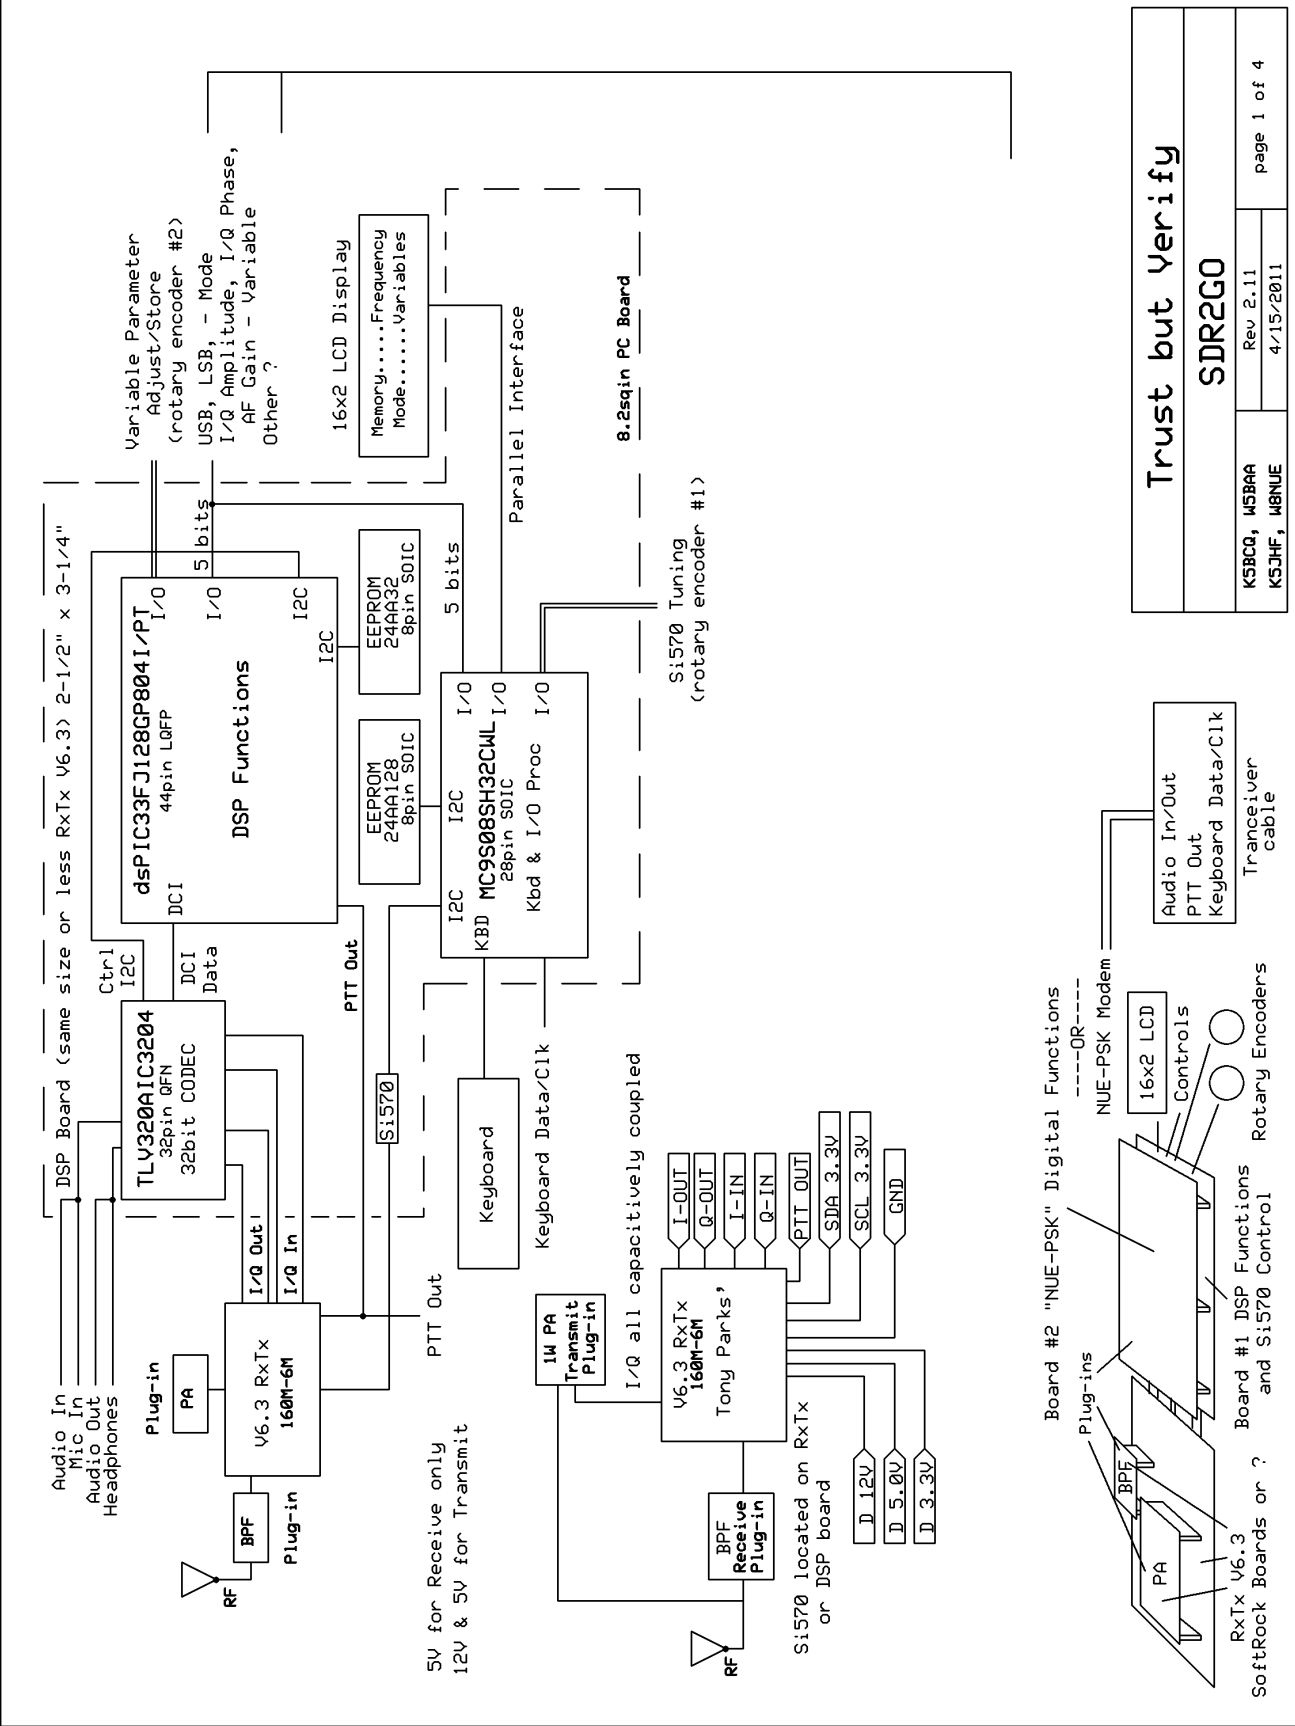 Audio In
Mic In
Audio Out
Headphones
DSP Board (same size or less RxTx V6.3) 2-1/2" x 3-1/4"
Variable Parameter
Adjust/Store
(rotary encoder #2)
USB, LSB, - Mode
I/Q Amplitude, I/Q Phase,
AF Gain - Variable
Other ?
TLV320AIC3204
32pin QFN
32bit CODEC
Ctrl
I2C
DCI
Data
dsPIC33FJ128GP804I/PT
44pin LQFP
DSP Functions
DCI
I/O
I/O
I2C
I2C
5 bits
EEPROM
24AA32
8pin SOIC
EEPROM
24AA128
8pin SOIC
16x2 LCD Display
Memory.....Frequency
Mode......Variables
Parallel Interface
5 bits
8.2sqin PC Board
I2C
I2C
KBD
MC9S08SH32CWL
28pin SOIC
Kbd & I/O Proc
I/O
I/O
I/O
Si570 Tuning
(rotary encoder #1)
Plug-in
PA
V6.3 RxTx
160M-6M
BPF
Plug-in
RF
I/Q Out
I/Q In
PTT Out
Si570
PTT Out
Keyboard
Keyboard Data/Clk
5V for Receive only
12V & 5V for Transmit
1W PA
Transmit
Plug-in
I/Q all capacitively coupled
V6.3 RxTx
160M-6M
Tony Parks'
I-OUT
Q-OUT
I-IN
Q-IN
PTT OUT
SDA 3.3V
SCL 3.3V
GND
BPF
Receive
Plug-in
RF
Si570 located on RxTx
or DSP board
D 12V
D 5.0V
D 3.3V
Board #2 "NUE-PSK" Digital Functions
-----OR----
NUE-PSK Modem
Plug-ins
BPF
PA
16x2 LCD
Controls
Rotary Encoders
RxTx V6.3
SoftRock Boards or ?
Board #1 DSP Functions
and Si570 Control
Audio In/Out
PTT Out
Keyboard Data/Clk
Tranceiver
cable
Trust but Verify
SDR2GO
K5BCQ, W5BAA
K5JHF, W8NUE
Rev 2.11
4/15/2011
page 1 of 4